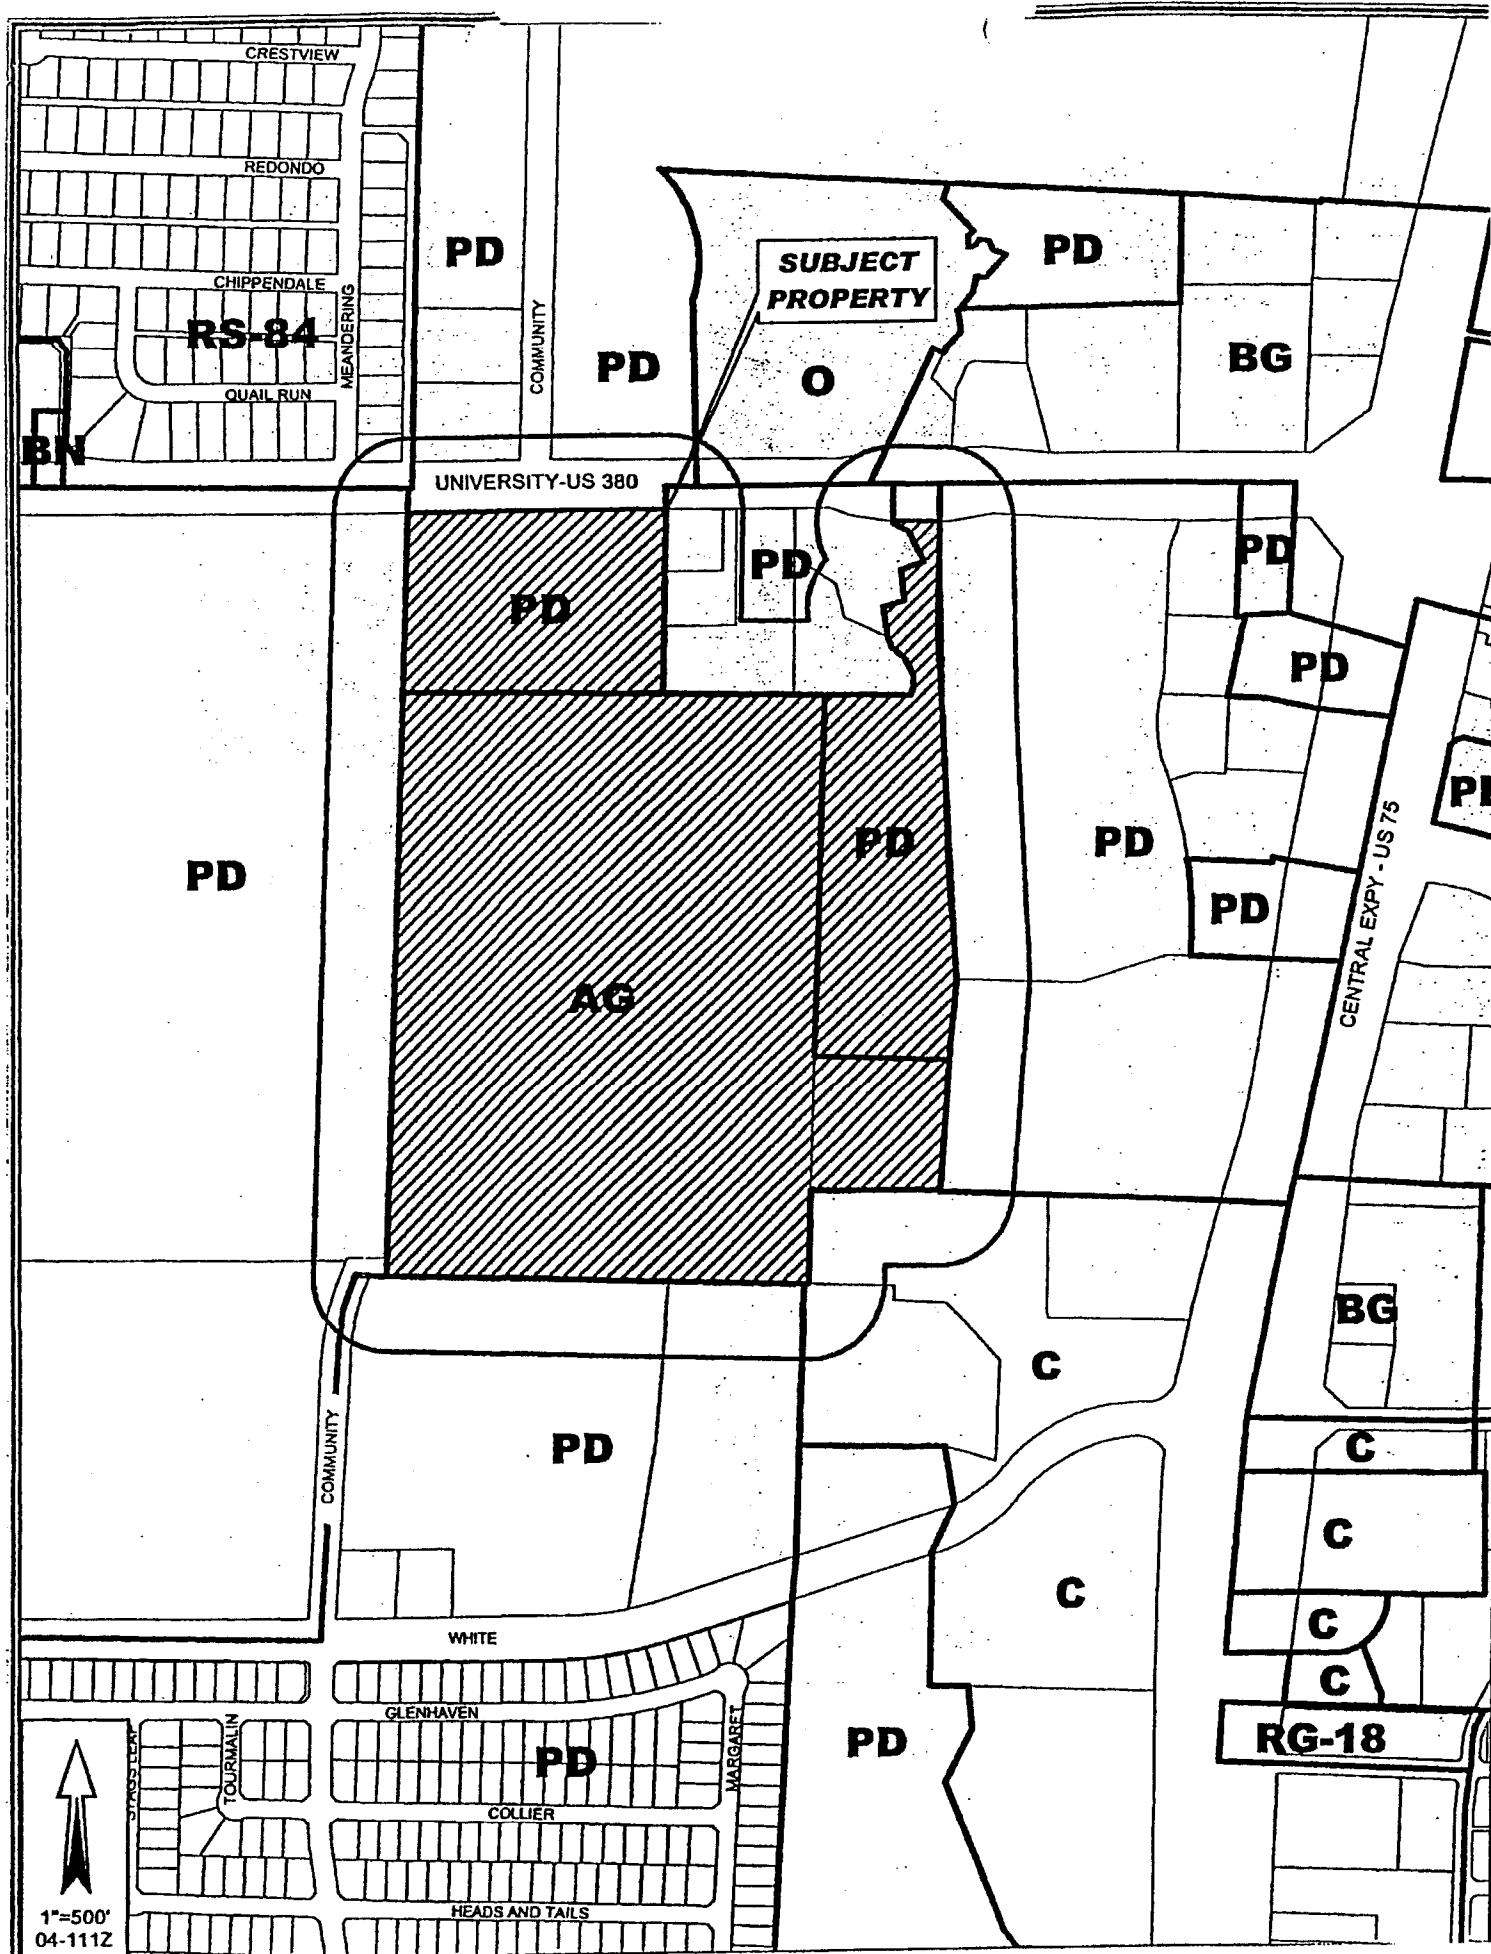 CRESTVIEW
REDONDO
PD
COMMUNITY
SUBJECT
PROPERTY
PD
CHIPPENDALE
MEANDERING
RS-84
PD
O
BG
QUAIL RUN
BN
UNIVERSITY-US 380
PD
PD
PD
PD
PD
PD
PD
PD
CENTRAL EXPY - US 75
PD
AG
BG
C
PD
COMMUNITY
C
C
C
C
WHITE
C
GLENHAVEN
TOURMALIN
MARGARET
PD
PD
RG-18
COLLIER
HEADS AND TAILS
1"=500'
04-111Z